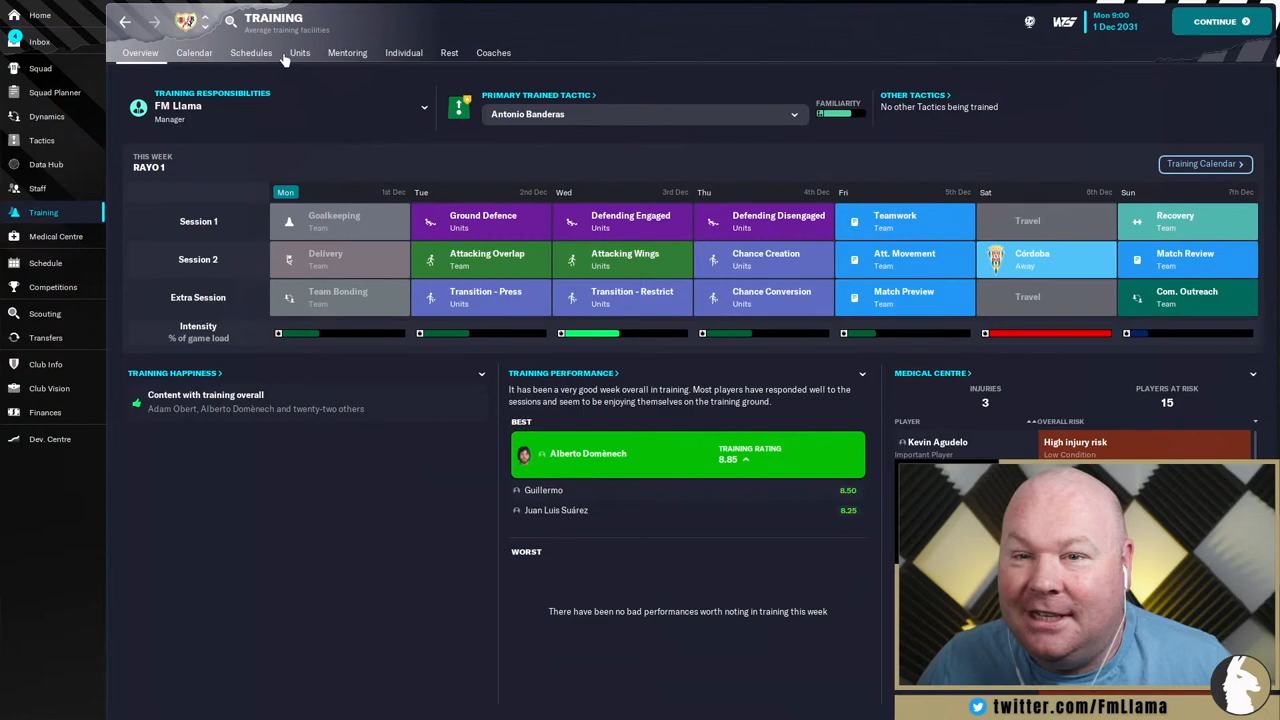 TRAINING
Average training facilities
Mon 9:00
1 Dec 2031
CONTINUE
Overview
Calendar
Schedules
Units
Mentoring
Individual
Rest
Coaches
Home
4
Inbox
Squad
Squad Planner
Dynamics
Tactics
Data Hub
Staff
Training
Medical Centre
Schedule
Competitions
Scouting
Transfers
Club Info
Club Vision
Finances
Dev. Centre
TRAINING RESPONSIBILITIES
FM Llama
Manager
PRIMARY TRAINED TACTIC >
Antonio Banderas
FAMILIARITY
OTHER TACTICS >
No other Tactics being trained
THIS WEEK
RAYO 1
Training Calendar >
Mon 1st Dec
Tue 2nd Dec
Wed 3rd Dec
Thu 4th Dec
Fri 5th Dec
Sat 6th Dec
Sun 7th Dec
Session 1
Goalkeeping
Team
Ground Defence
Units
Defending Engaged
Units
Defending Disengaged
Units
Teamwork
Team
Travel
Recovery
Team
Session 2
Delivery
Team
Attacking Overlap
Team
Attacking Wings
Units
Chance Creation
Units
Att. Movement
Team
Córdoba
Away
Match Review
Team
Extra Session
Team Bonding
Team
Transition - Press
Units
Transition - Restrict
Units
Chance Conversion
Units
Match Preview
Team
Travel
Com. Outreach
Team
Intensity
% of game load
TRAINING HAPPINESS >
Content with training overall
Adam Obert, Alberto Domènech and twenty-two others
TRAINING PERFORMANCE >
It has been a very good week overall in training. Most players have responded well to the
sessions and seem to be enjoying themselves on the training ground.
BEST
Alberto Domènech
TRAINING RATING
8.85
Guillermo 8.50
Juan Luis Suárez 8.25
WORST
There have been no bad performances worth noting in training this week
MEDICAL CENTRE >
INJURIES
3
PLAYERS AT RISK
15
PLAYER
OVERALL RISK
Kevin Agudelo
Important Player
High injury risk
Low Condition
twitter.com/FmLlama